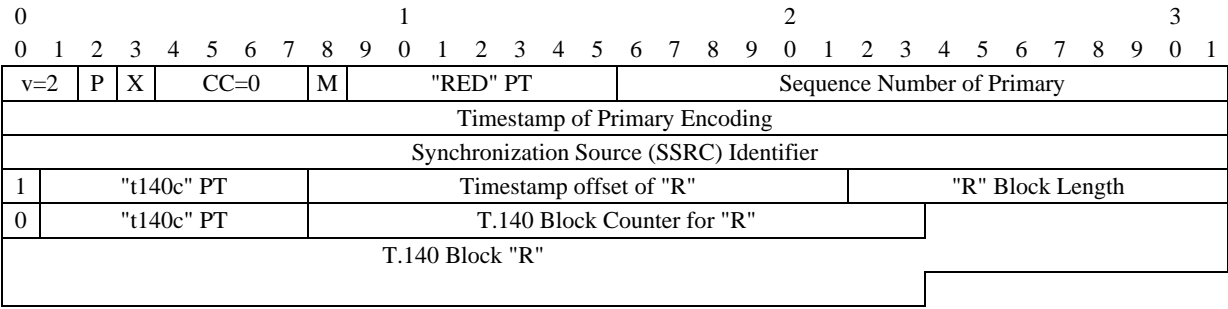 0 1 2 3
0 1 2 3 4 5 6 7 8 9 0 1 2 3 4 5 6 7 8 9 0 1 2 3 4 5 6 7 8 9 0 1
v=2 P X CC=0 M "RED" PT Sequence Number of Primary
Timestamp of Primary Encoding
Synchronization Source (SSRC) Identifier
1 "t140c" PT Timestamp offset of "R" "R" Block Length
0 "t140c" PT T.140 Block Counter for "R"
T.140 Block "R"